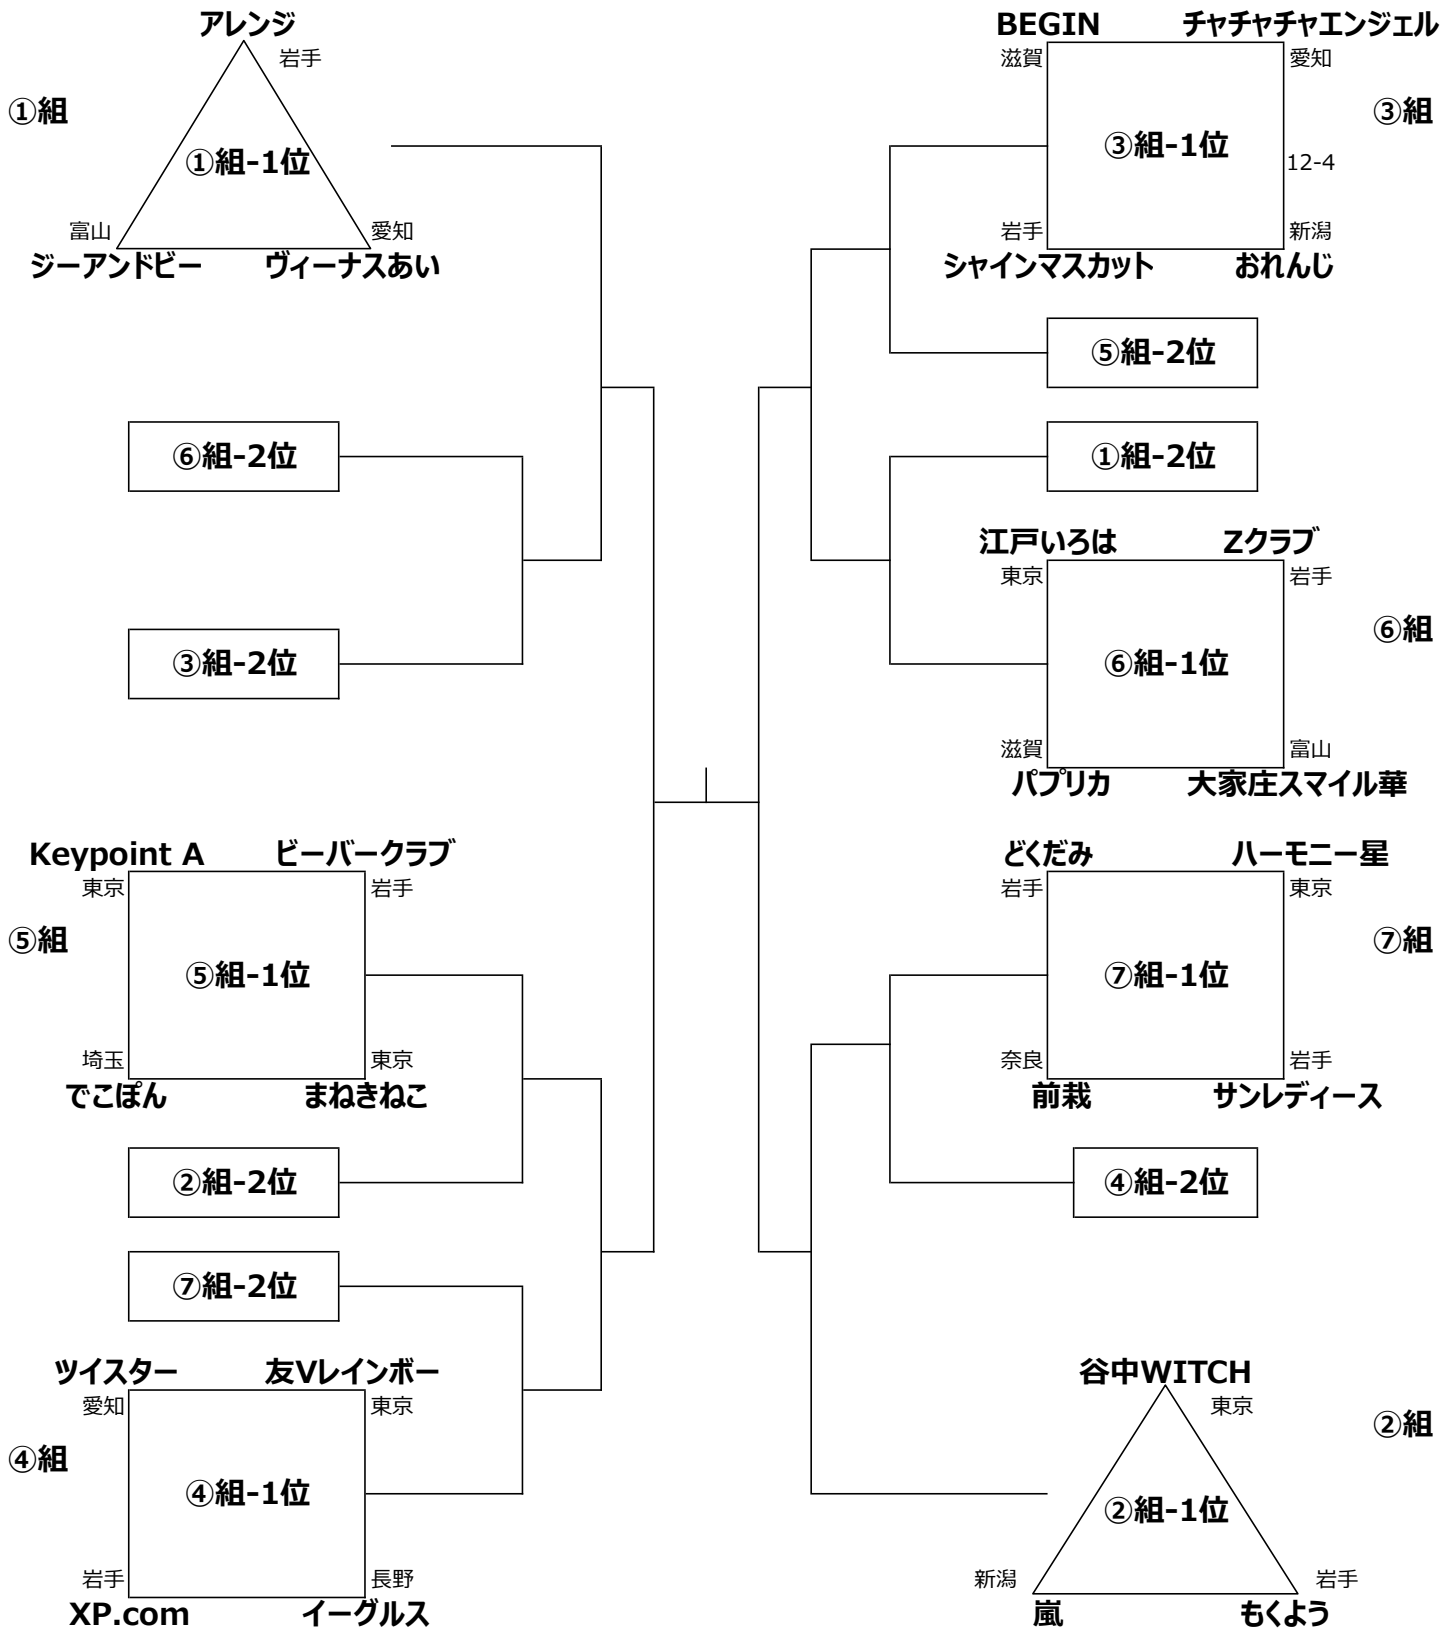 アレンジ
岩手
①組
①組-1位
富山
愛知
ジーアンドビー
ヴィーナスあい
⑥組-2位
③組-2位
Keypoint A
ビーバークラブ
東京
岩手
⑤組
⑤組-1位
埼玉
東京
でこぽん
まねきねこ
②組-2位
⑦組-2位
ツイスター
友Vレインボー
愛知
東京
④組
④組-1位
岩手
長野
XP.com
イーグルス
BEGIN
チャチャチャエンジェル
滋賀
愛知
③組
③組-1位
12-4
岩手
新潟
シャインマスカット
おれんじ
⑤組-2位
①組-2位
江戸いろは
Zクラブ
東京
岩手
⑥組
⑥組-1位
滋賀
富山
パプリカ
大家庄スマイル華
どくだみ
ハーモニー星
岩手
東京
⑦組
⑦組-1位
奈良
岩手
前栽
サンレディース
④組-2位
谷中WITCH
東京
②組
②組-1位
新潟
岩手
嵐
もくよう